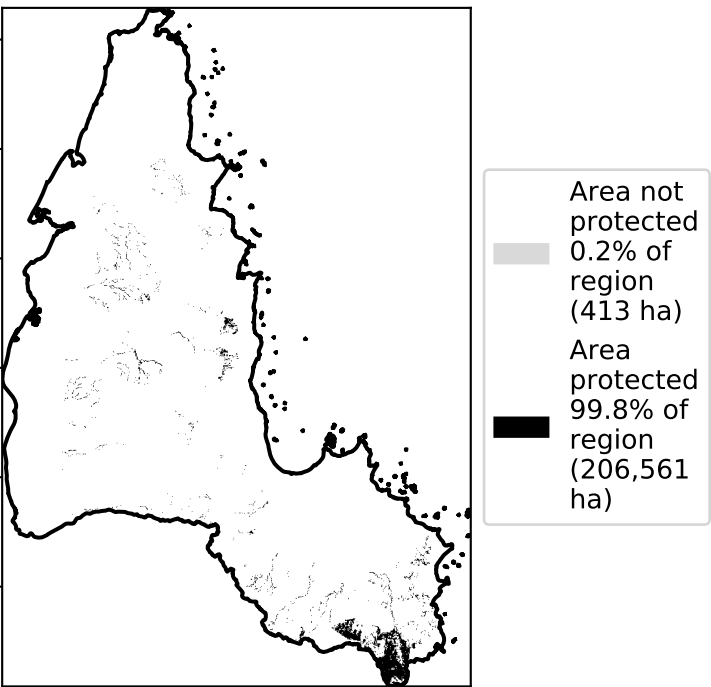 Area not
protected
0.2% of
region
(413 ha)
Area
protected
99.8% of
region
(206,561
ha)